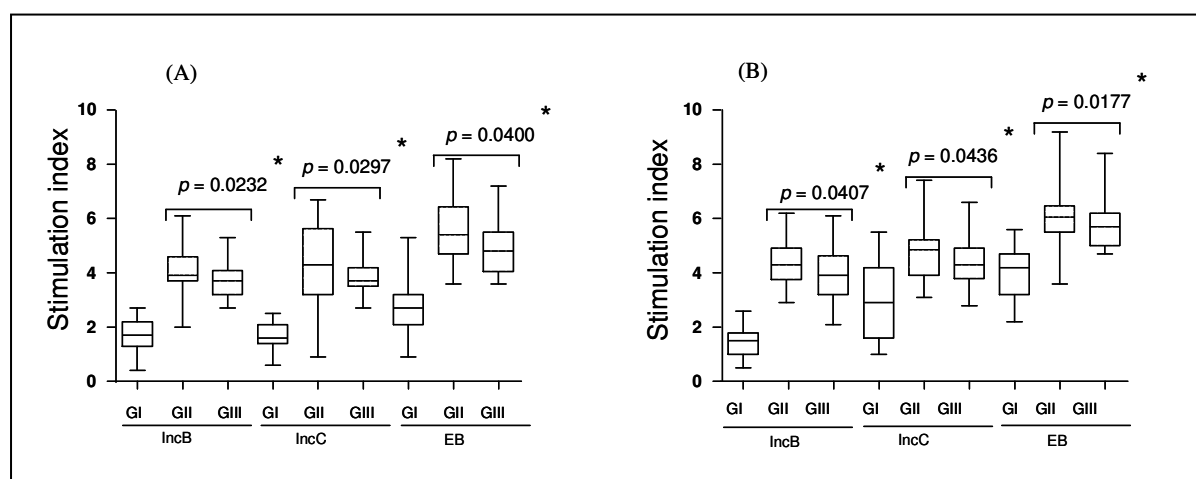 (A)
Stimulation index
10
8
6
4
2
0
p = 0.0232
*
p = 0.0297
*
p = 0.0400
*
GI GII GIII GI GII GIII GI GII GIII
IncB IncC EB
(B)
Stimulation index
10
8
6
4
2
0
p = 0.0407
*
p = 0.0436
*
p = 0.0177
*
GI GII GIII GI GII GIII GI GII GIII
IncB IncC EB